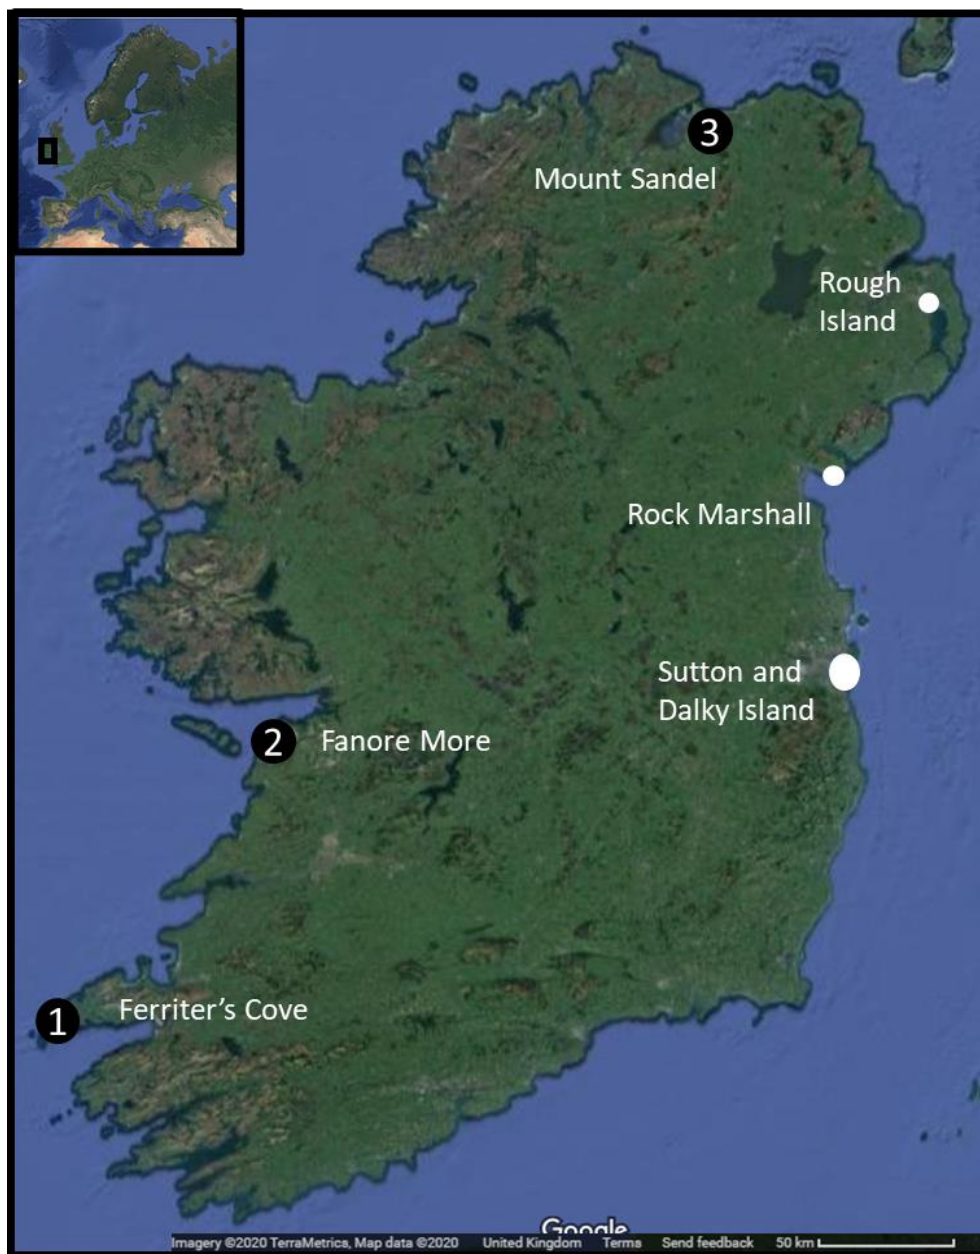 3
Mount Sandel
Rough
Island
Rock Marshall
Sutton and
Dalky Island
2 Fanore More
Ferriter's Cove
1
Google
Imagery ©2020 TerraMetrics, Map data ©2020 United Kingdom Terms Send feedback 50 km